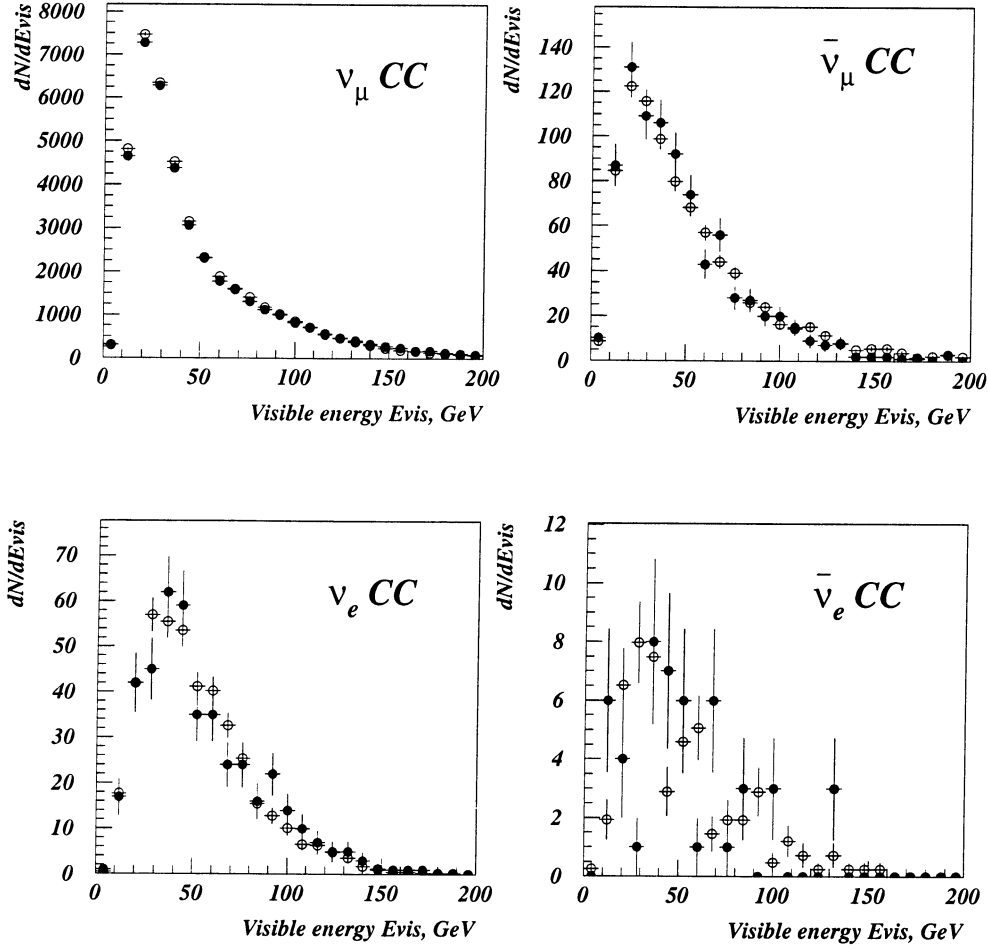 dN/dEvis
8000
7000
6000
5000
4000
3000
2000
1000
0
ν_μ CC
0 50 100 150 200
Visible energy Evis, GeV
dN/dEvis
140
120
100
80
60
40
20
0
ν̄_μ CC
0 50 100 150 200
Visible energy Evis, GeV
dN/dEvis
70
60
50
40
30
20
10
0
ν_e CC
0 50 100 150 200
Visible energy Evis, GeV
dN/dEvis
12
10
8
6
4
2
0
ν̄_e CC
0 50 100 150 200
Visible energy Evis, GeV